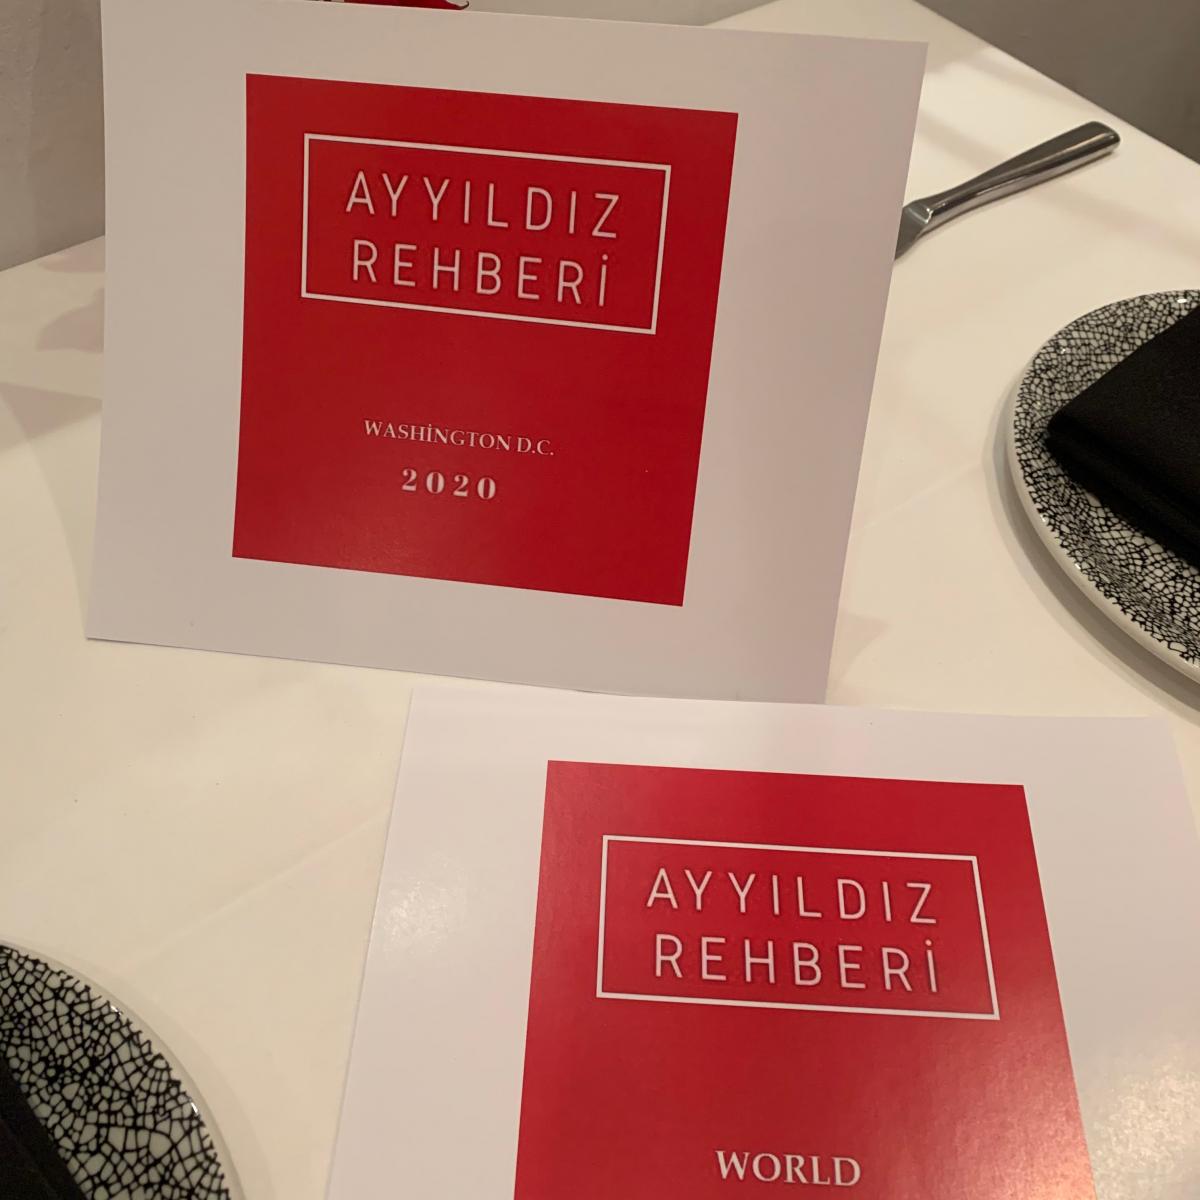 AYYILDIZ
REHBERİ
WASHİNGTON D.C.
2020
AYYILDIZ
REHBERİ
WORLD